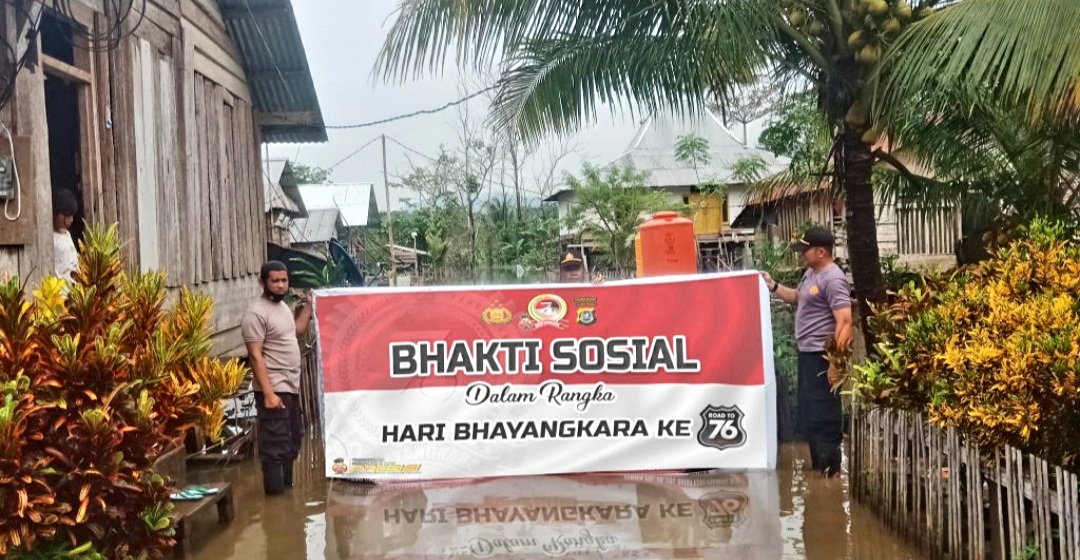 BHAKTI SOSIAL
Dalam Rangka
HARI BHAYANGKARA KE
ROAD TO
76